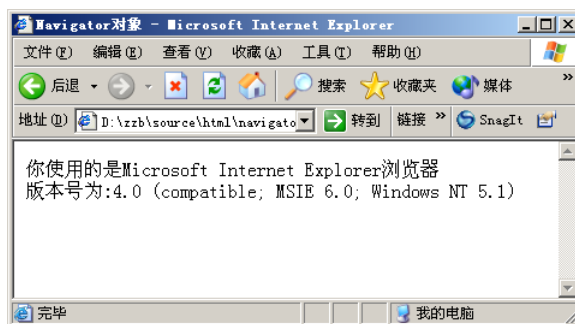 Navigator对象 - Microsoft Internet Explorer
文件(F) 编辑(E) 查看(V) 收藏(A) 工具(T) 帮助(H)
后退 搜索 收藏夹 媒体 »
地址(D) D:\zzb\source\html\navigato 转到 链接 » SnagIt
你使用的是Microsoft Internet Explorer浏览器
版本号为:4.0 (compatible; MSIE 6.0; Windows NT 5.1)
完毕 我的电脑